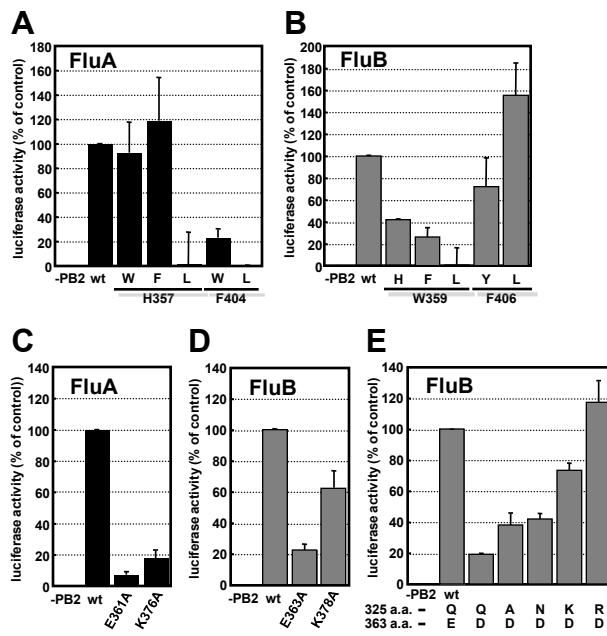 A
FluA
luciferase activity (% of control)
180
160
140
120
100
80
60
40
20
0
-PB2 wt W F L W L
H357 F404
B
FluB
luciferase activity (% of control)
200
180
160
140
120
100
80
60
40
20
0
-PB2 wt H F L Y L
W359 F406
C
FluA
luciferase activity (% of control))
140
120
100
80
60
40
20
0
-PB2 wt E361A K376A
D
FluB
luciferase activity (% of control)
140
120
100
80
60
40
20
0
-PB2 wt E363A K378A
E
FluB
luciferase activity (% of control)
140
120
100
80
60
40
20
0
-PB2 wt
325 a.a. – Q Q A N K R
363 a.a. – E D D D D D